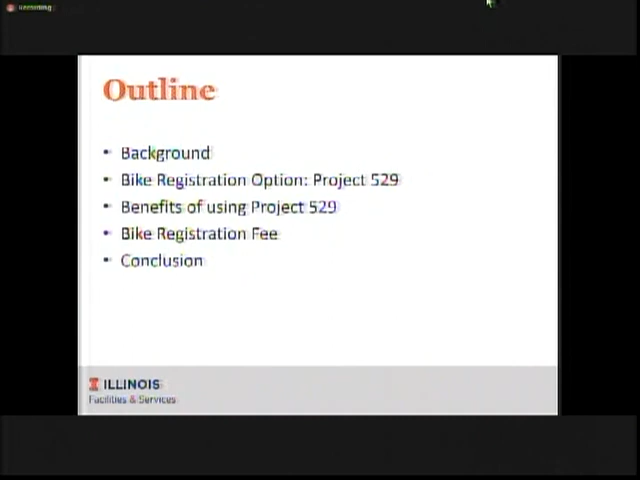 Outline
• Background
• Bike Registration Option: Project 529
• Benefits of using Project 529
• Bike Registration Fee
• Conclusion
I ILLINOIS
Facilities & Services